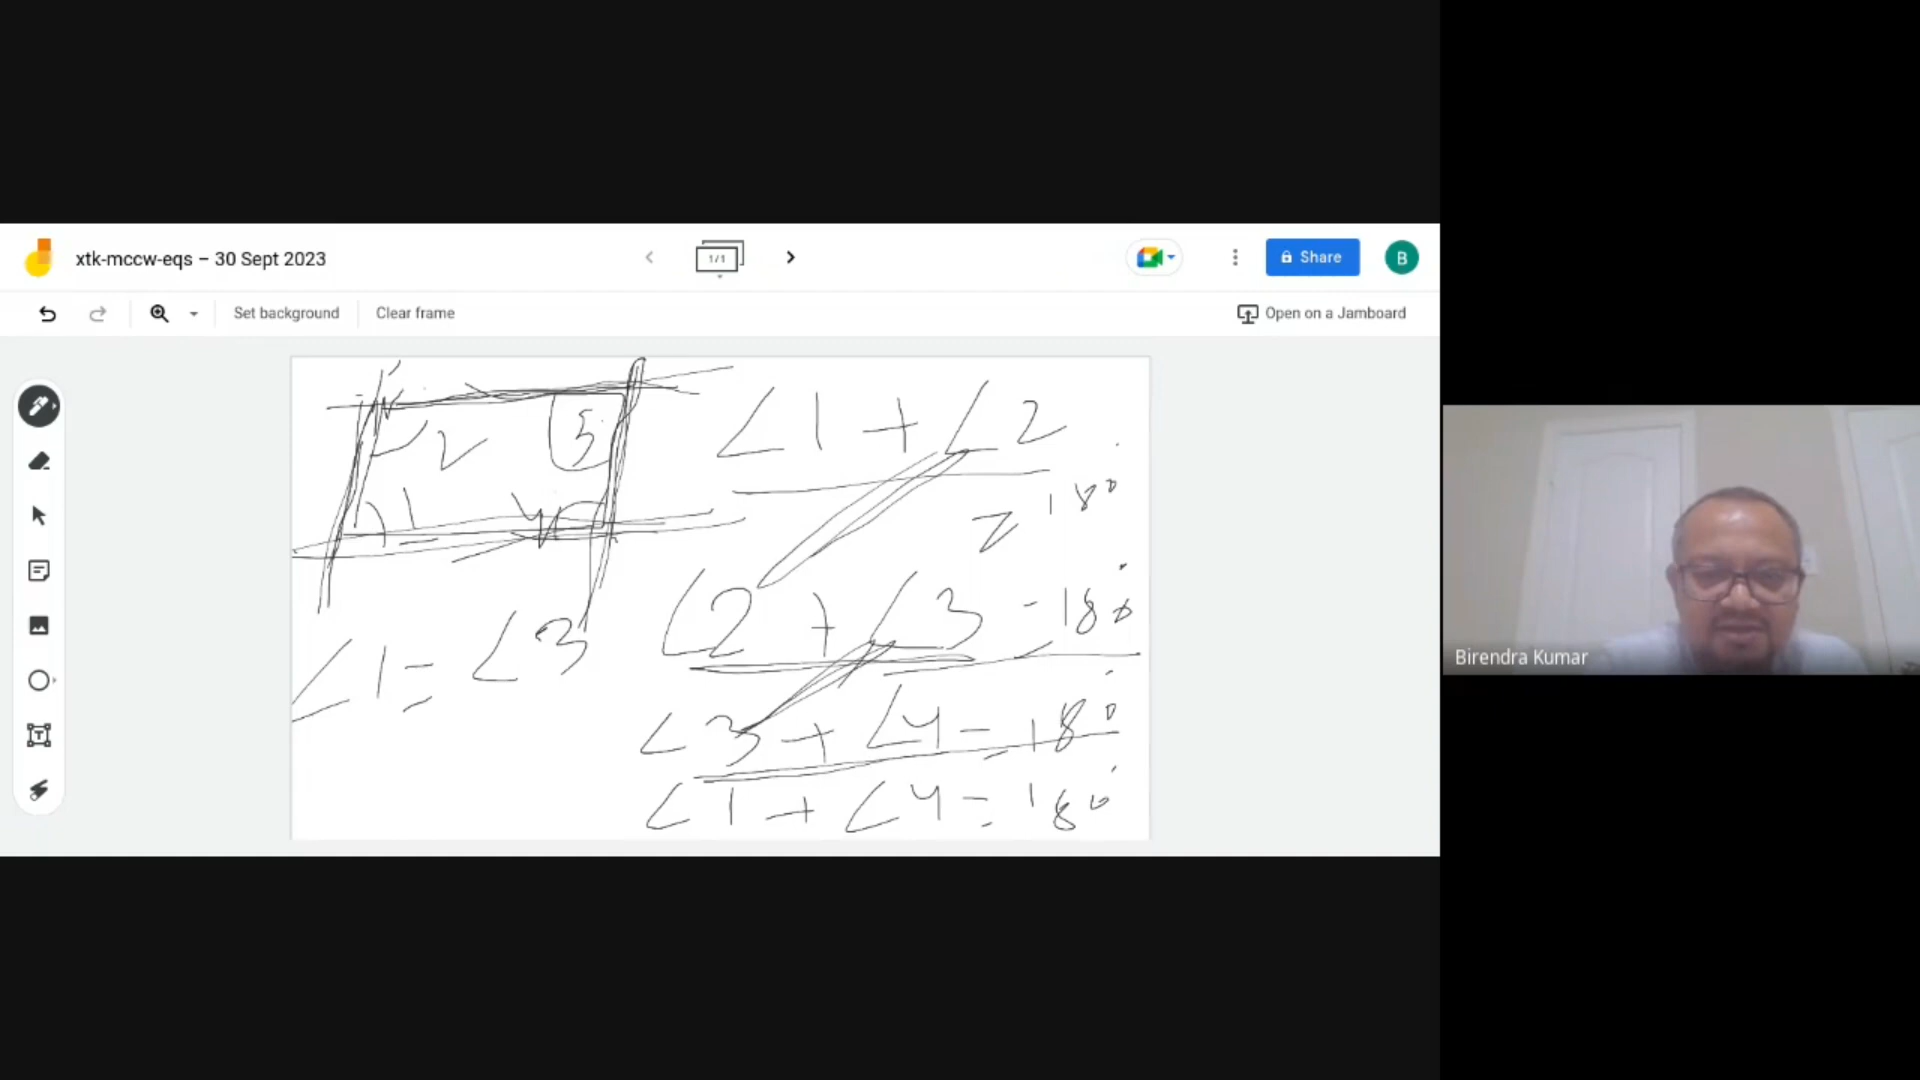 xtk-mccw-eqs – 30 Sept 2023
1/1
Share
B
Set background
Clear frame
Open on a Jamboard
2
3
1
4
∠1 + ∠2
= 180
∠2 + ∠3 = 180
∠1 = ∠3
∠3 + ∠4 = 180
∠1 + ∠4 = 180
Birendra Kumar